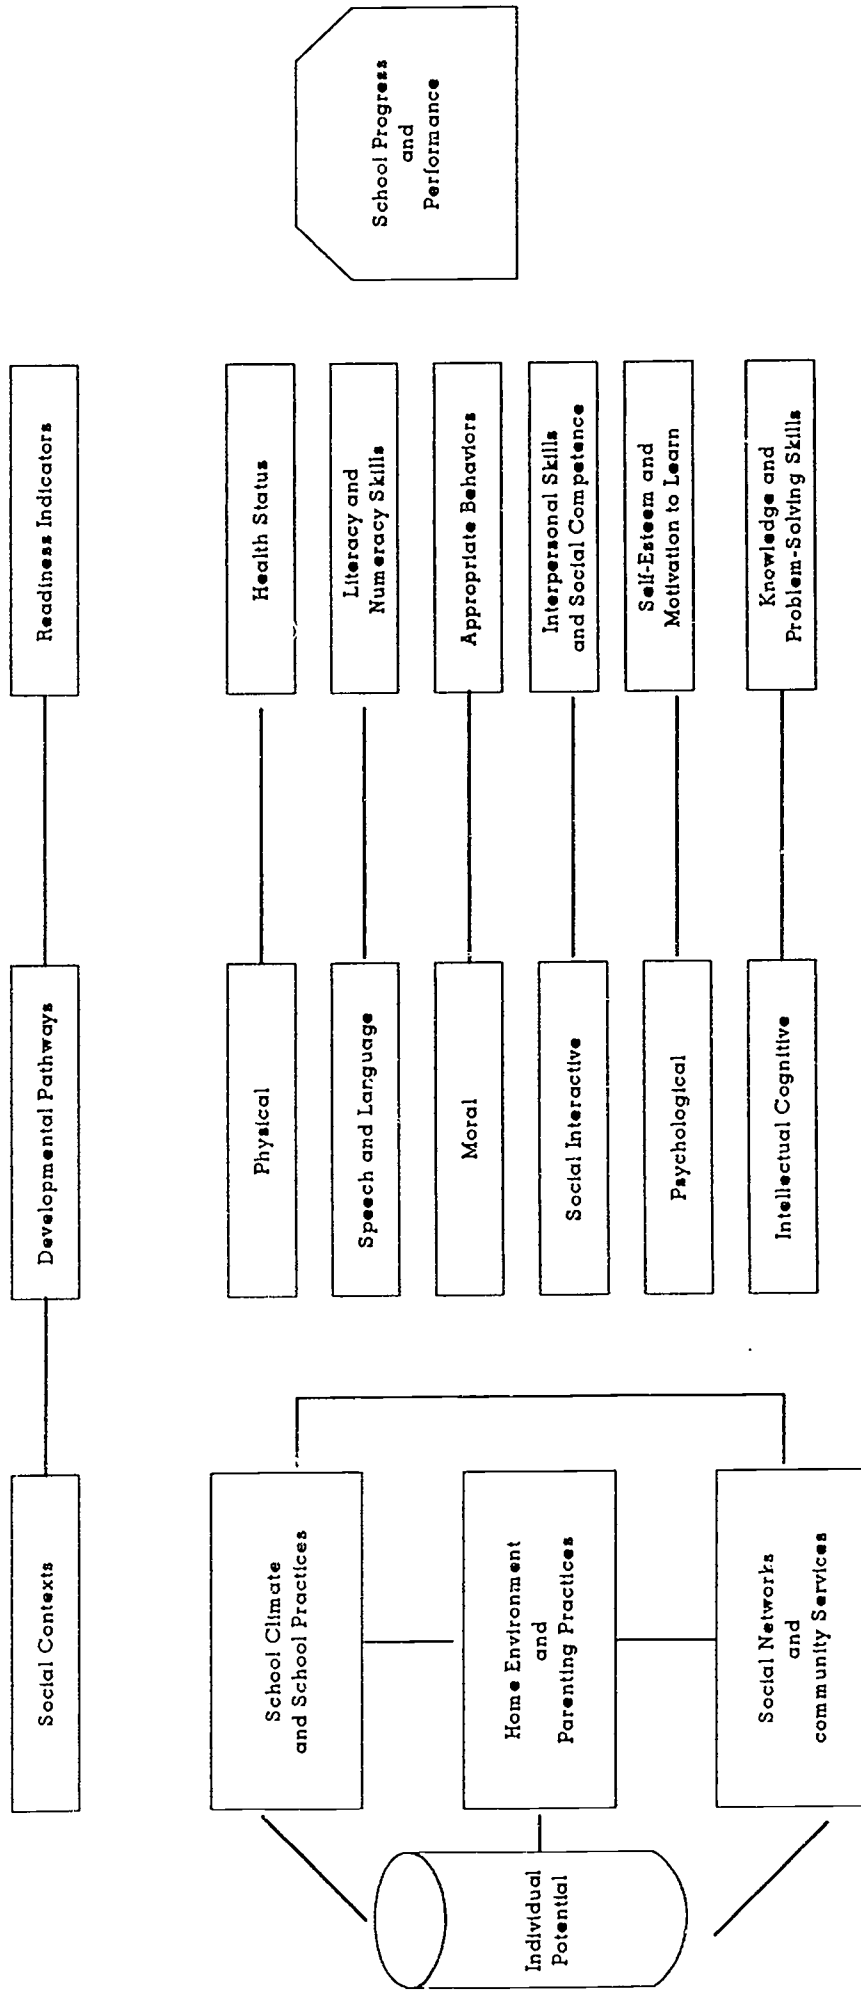 Social Contexts
Developmental Pathways
Readiness Indicators
Individual
Potential
School Climate
and School Practices
Home Environment
and
Parenting Practices
Social Networks
and
community Services
Physical
Speech and Language
Moral
Social Interactive
Psychological
Intellectual Cognitive
Health Status
Literacy and
Numeracy Skills
Appropriate Behaviors
Interpersonal Skills
and Social Competence
Self-Esteem and
Motivation to Learn
Knowledge and
Problem-Solving Skills
School Progress
and
Performance